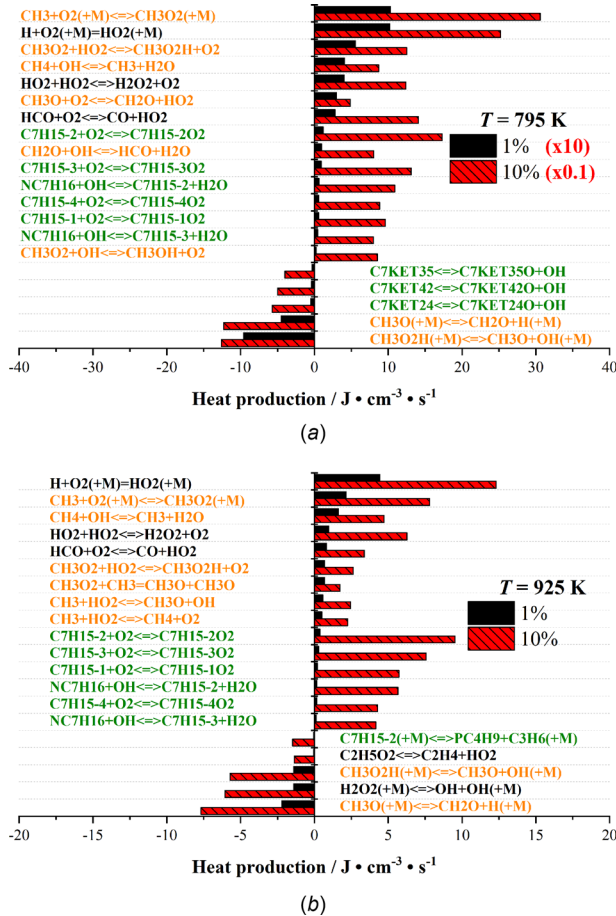 CH3+O2(+M)<=>CH3O2(+M)
H+O2(+M)=HO2(+M)
CH3O2+HO2<=>CH3O2H+O2
CH4+OH<=>CH3+H2O
HO2+HO2<=>H2O2+O2
CH3O+O2<=>CH2O+HO2
HCO+O2<=>CO+HO2
C7H15-2+O2<=>C7H15-2O2
CH2O+OH<=>HCO+H2O
C7H15-3+O2<=>C7H15-3O2
NC7H16+OH<=>C7H15-2+H2O
C7H15-4+O2<=>C7H15-4O2
C7H15-1+O2<=>C7H15-1O2
NC7H16+OH<=>C7H15-3+H2O
CH3O2+OH<=>CH3OH+O2
T = 795 K
1% (x10)
10% (x0.1)
C7KET35<=>C7KET35O+OH
C7KET42<=>C7KET42O+OH
C7KET24<=>C7KET24O+OH
CH3O(+M)<=>CH2O+H(+M)
CH3O2H(+M)<=>CH3O+OH(+M)
-40 -30 -20 -10 0 10 20 30 40
Heat production / J • cm-3 • s-1
(a)
H+O2(+M)=HO2(+M)
CH3+O2(+M)<=>CH3O2(+M)
CH4+OH<=>CH3+H2O
HO2+HO2<=>H2O2+O2
HCO+O2<=>CO+HO2
CH3O2+HO2<=>CH3O2H+O2
CH3O2+CH3=CH3O+CH3O
CH3+HO2<=>CH3O+OH
CH3+HO2<=>CH4+O2
C7H15-2+O2<=>C7H15-2O2
C7H15-3+O2<=>C7H15-3O2
C7H15-1+O2<=>C7H15-1O2
NC7H16+OH<=>C7H15-2+H2O
C7H15-4+O2<=>C7H15-4O2
NC7H16+OH<=>C7H15-3+H2O
T = 925 K
1%
10%
C7H15-2(+M)<=>PC4H9+C3H6(+M)
C2H5O2<=>C2H4+HO2
CH3O2H(+M)<=>CH3O+OH(+M)
H2O2(+M)<=>OH+OH(+M)
CH3O(+M)<=>CH2O+H(+M)
-20 -15 -10 -5 0 5 10 15 20
Heat production / J • cm-3 • s-1
(b)